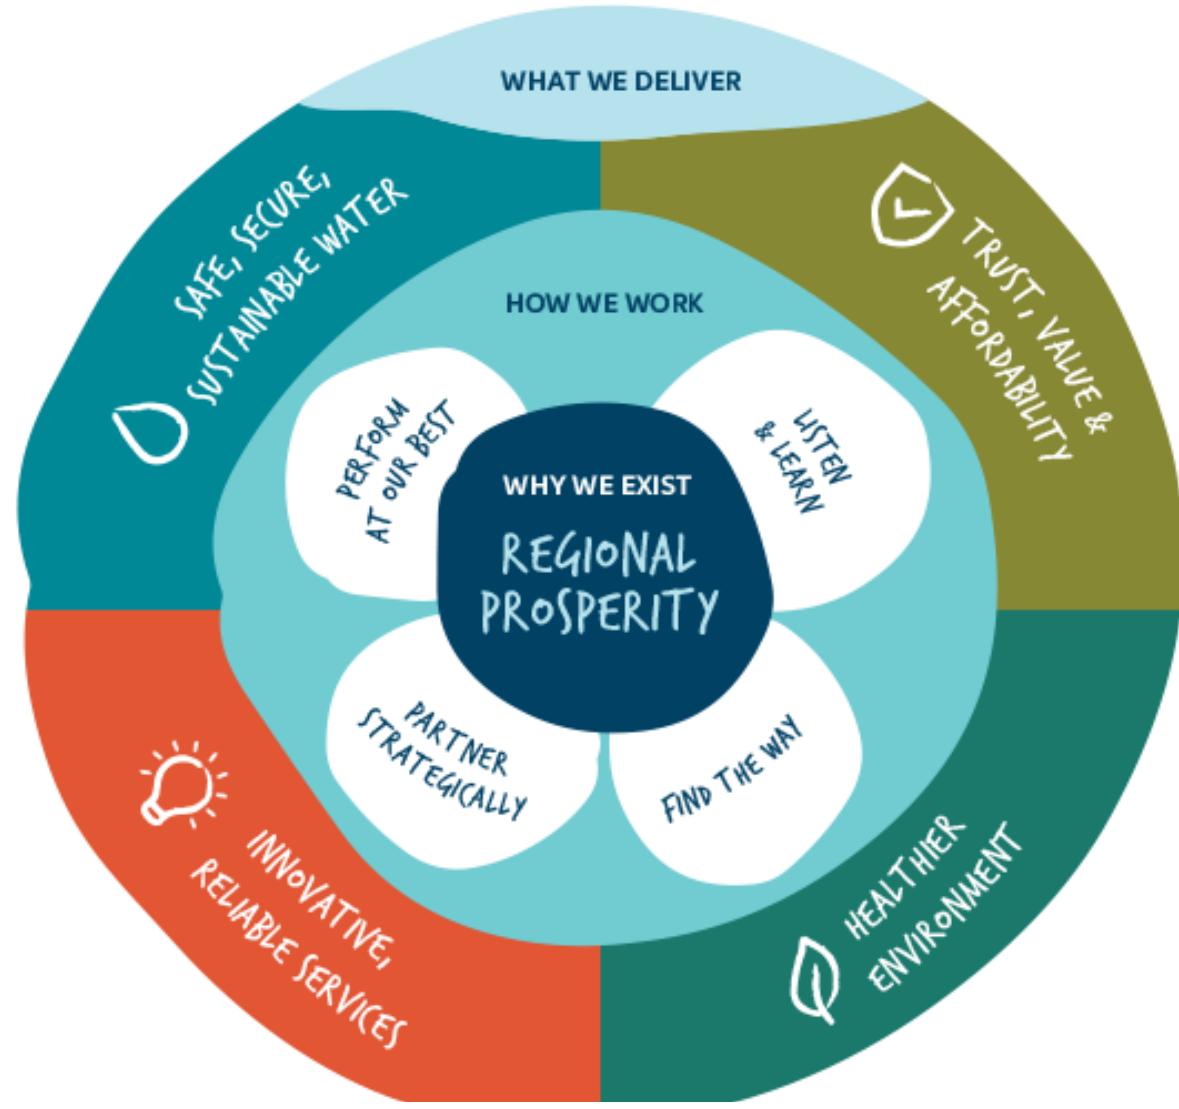 WHAT WE DELIVER
SAFE, SECURE,
SUSTAINABLE WATER
TRUST, VALUE &
AFFORDABILITY
HOW WE WORK
PERFORM
AT OUR BEST
LISTEN
& LEARN
WHY WE EXIST
REGIONAL
PROSPERITY
PARTNER
STRATEGICALLY
FIND THE WAY
INNOVATIVE,
RELIABLE SERVICES
HEALTHIER
ENVIRONMENT